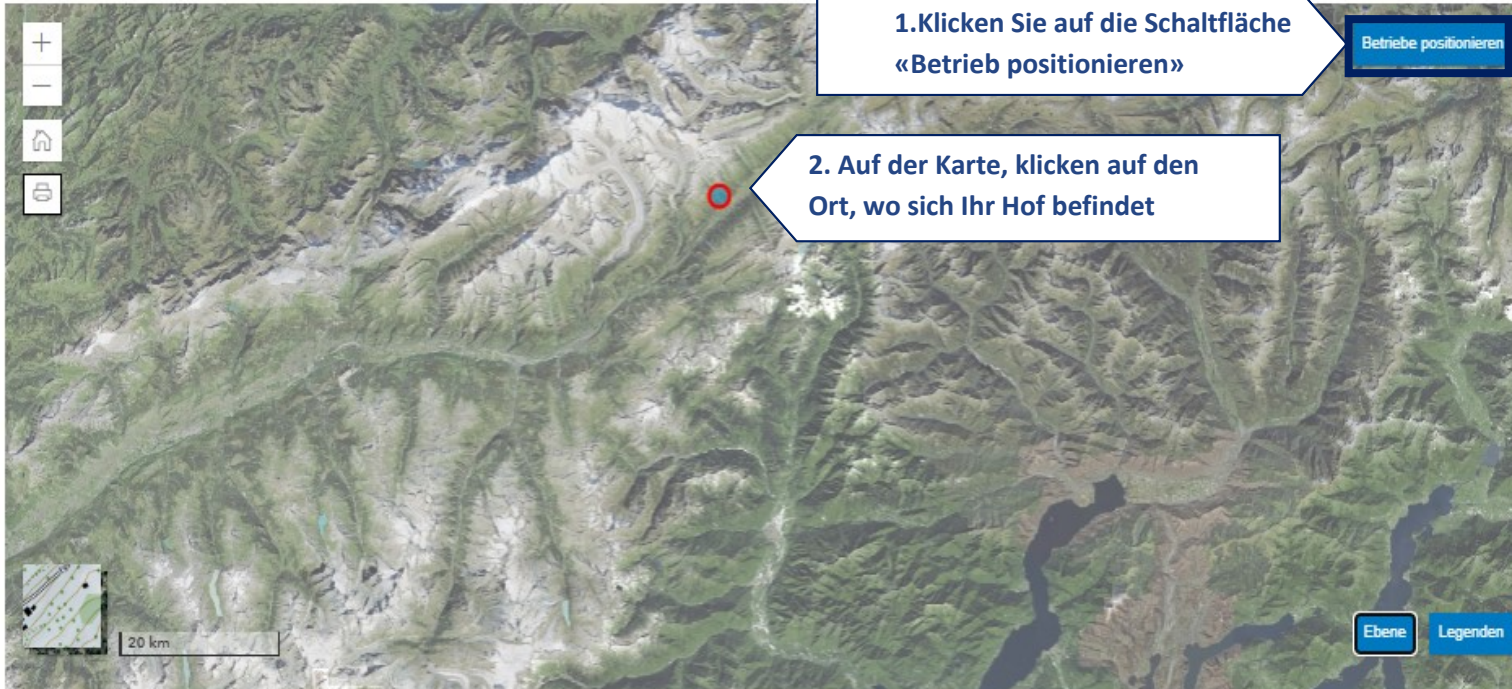 1.Klicken Sie auf die Schaltfläche
«Betrieb positionieren»
Betriebe positionieren
2. Auf der Karte, klicken auf den
Ort, wo sich Ihr Hof befindet
20 km
Ebene
Legenden